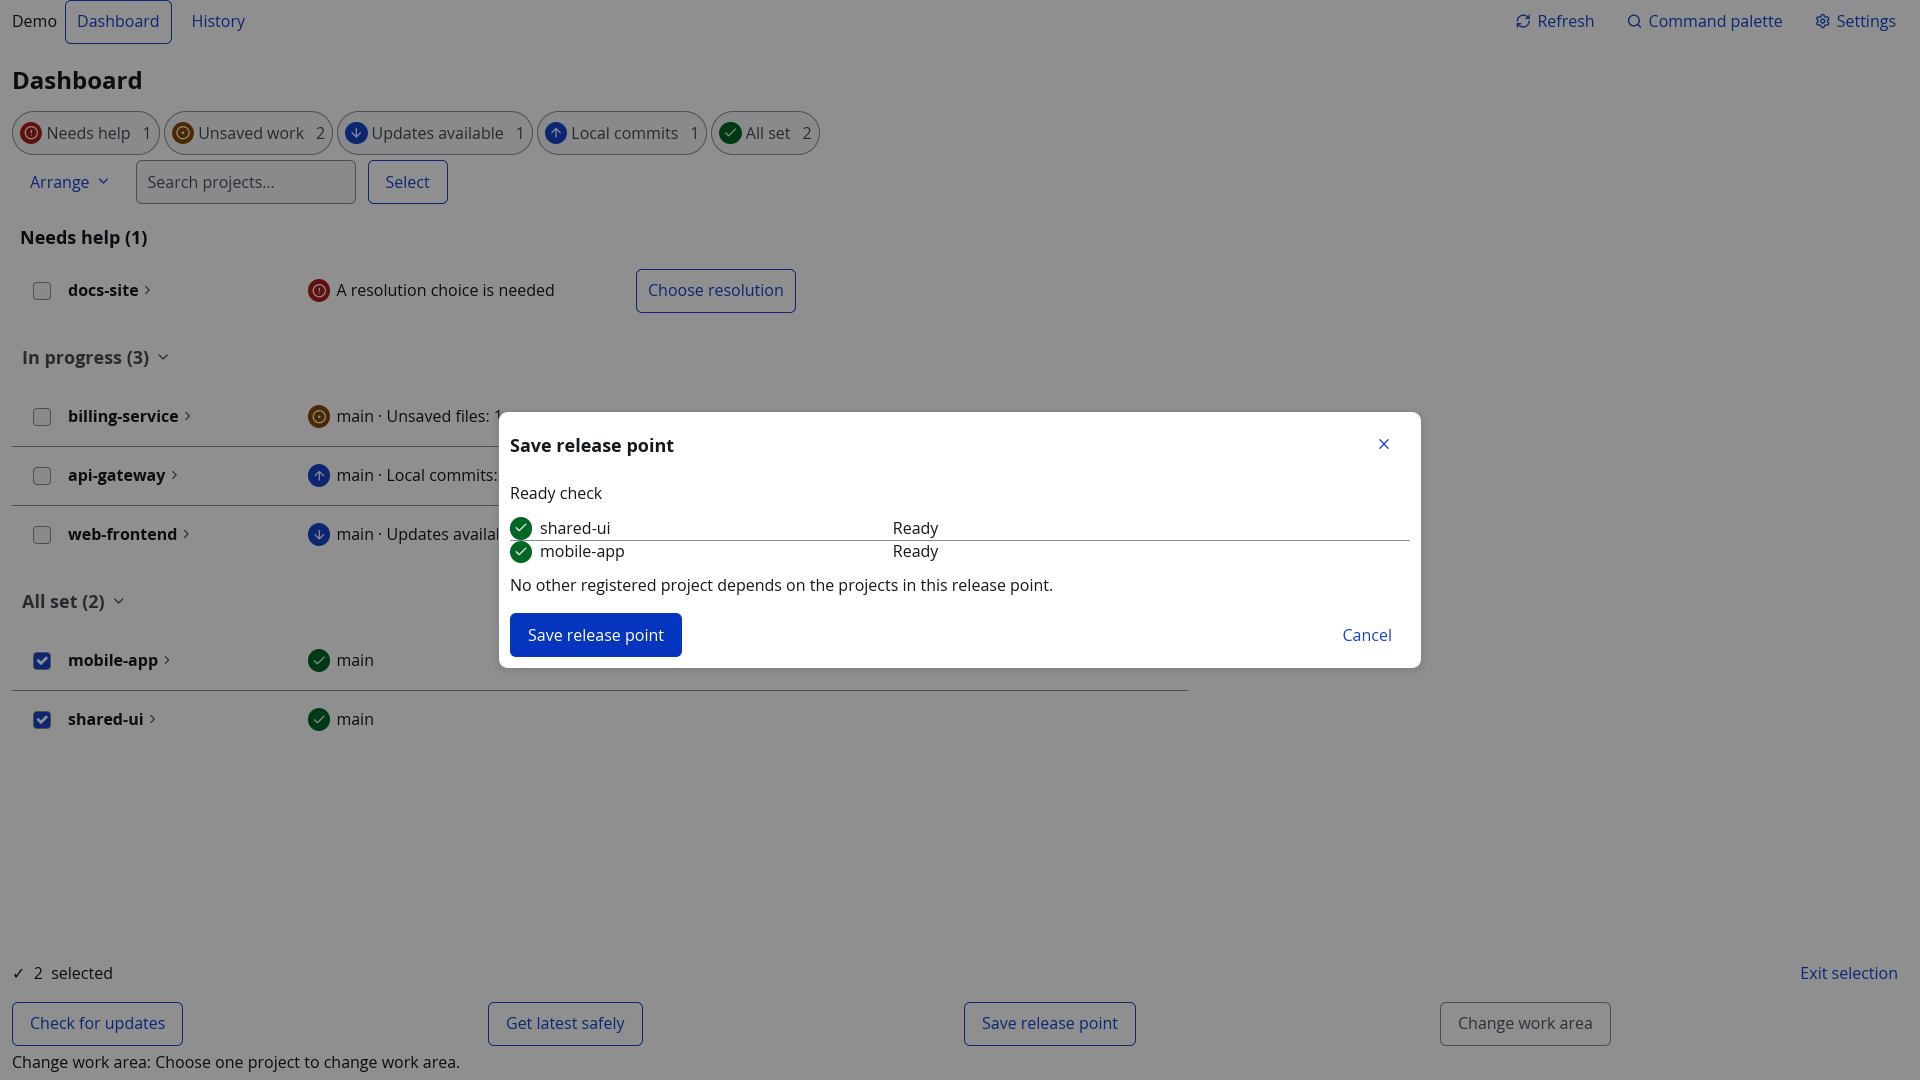 Demo Dashboard History Refresh Command palette Settings
Dashboard
Needs help 1 Unsaved work 2 Updates available 1 Local commits 1 All set 2
Arrange Search projects... Select
Needs help (1)
docs-site A resolution choice is needed Choose resolution
In progress (3)
billing-service main · Unsaved files: 1
api-gateway main · Local commits:
web-frontend main · Updates availab
All set (2)
mobile-app main
shared-ui main
Save release point
Ready check
shared-ui Ready
mobile-app Ready
No other registered project depends on the projects in this release point.
Save release point Cancel
✓ 2 selected Exit selection
Check for updates Get latest safely Save release point Change work area
Change work area: Choose one project to change work area.